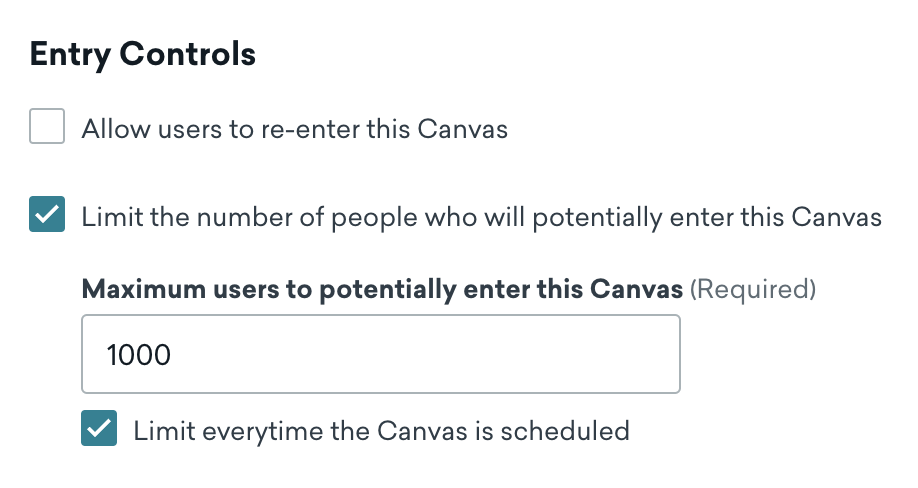 Entry Controls
Allow users to re-enter this Canvas
Limit the number of people who will potentially enter this Canvas
Maximum users to potentially enter this Canvas (Required)
1000
Limit everytime the Canvas is scheduled